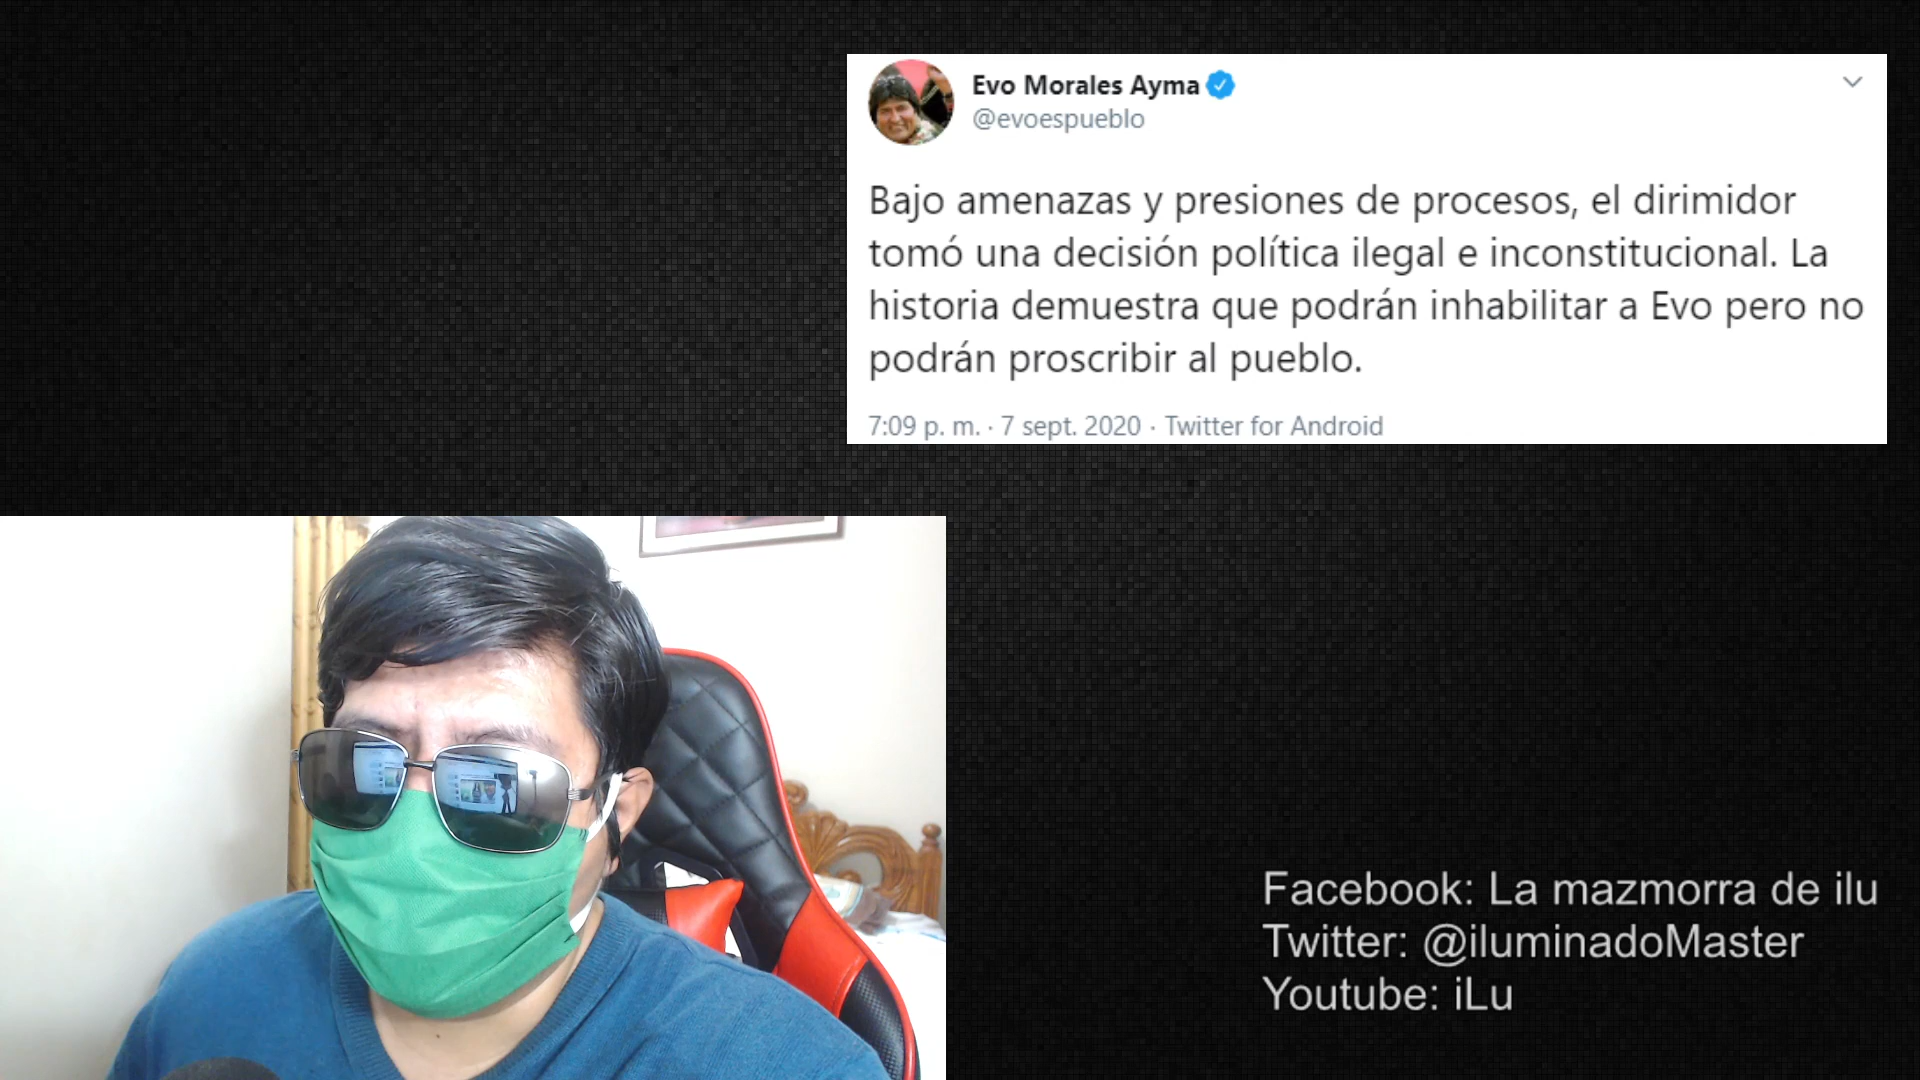 Evo Morales Ayma
@evoespueblo
Bajo amenazas y presiones de procesos, el dirimidor
tomó una decisión política ilegal e inconstitucional. La
historia demuestra que podrán inhabilitar a Evo pero no
podrán proscribir al pueblo.
7:09 p. m. · 7 sept. 2020 · Twitter for Android
Facebook: La mazmorra de ilu
Twitter: @iluminadoMaster
Youtube: iLu